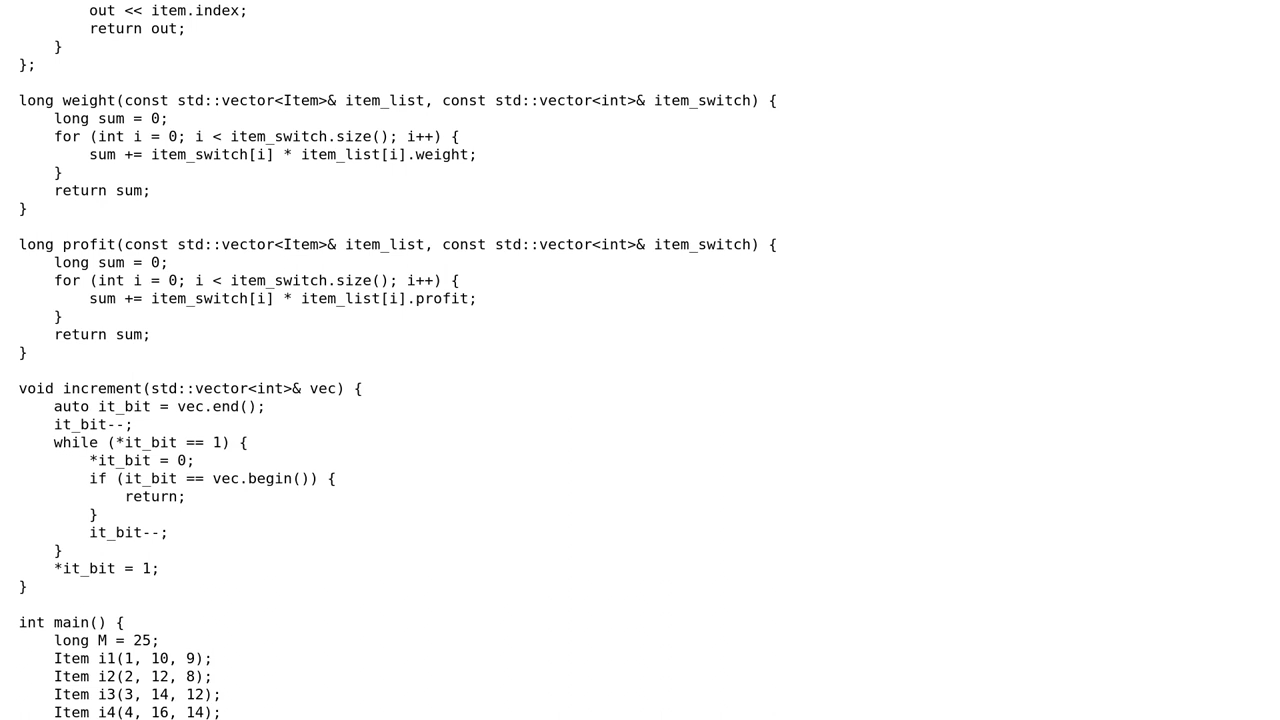 out << item.index;
        return out;
    }
};

long weight(const std::vector<Item>& item_list, const std::vector<int>& item_switch) {
    long sum = 0;
    for (int i = 0; i < item_switch.size(); i++) {
        sum += item_switch[i] * item_list[i].weight;
    }
    return sum;
}

long profit(const std::vector<Item>& item_list, const std::vector<int>& item_switch) {
    long sum = 0;
    for (int i = 0; i < item_switch.size(); i++) {
        sum += item_switch[i] * item_list[i].profit;
    }
    return sum;
}

void increment(std::vector<int>& vec) {
    auto it_bit = vec.end();
    it_bit--;
    while (*it_bit == 1) {
        *it_bit = 0;
        if (it_bit == vec.begin()) {
            return;
        }
        it_bit--;
    }
    *it_bit = 1;
}

int main() {
    long M = 25;
    Item i1(1, 10, 9);
    Item i2(2, 12, 8);
    Item i3(3, 14, 12);
    Item i4(4, 16, 14);